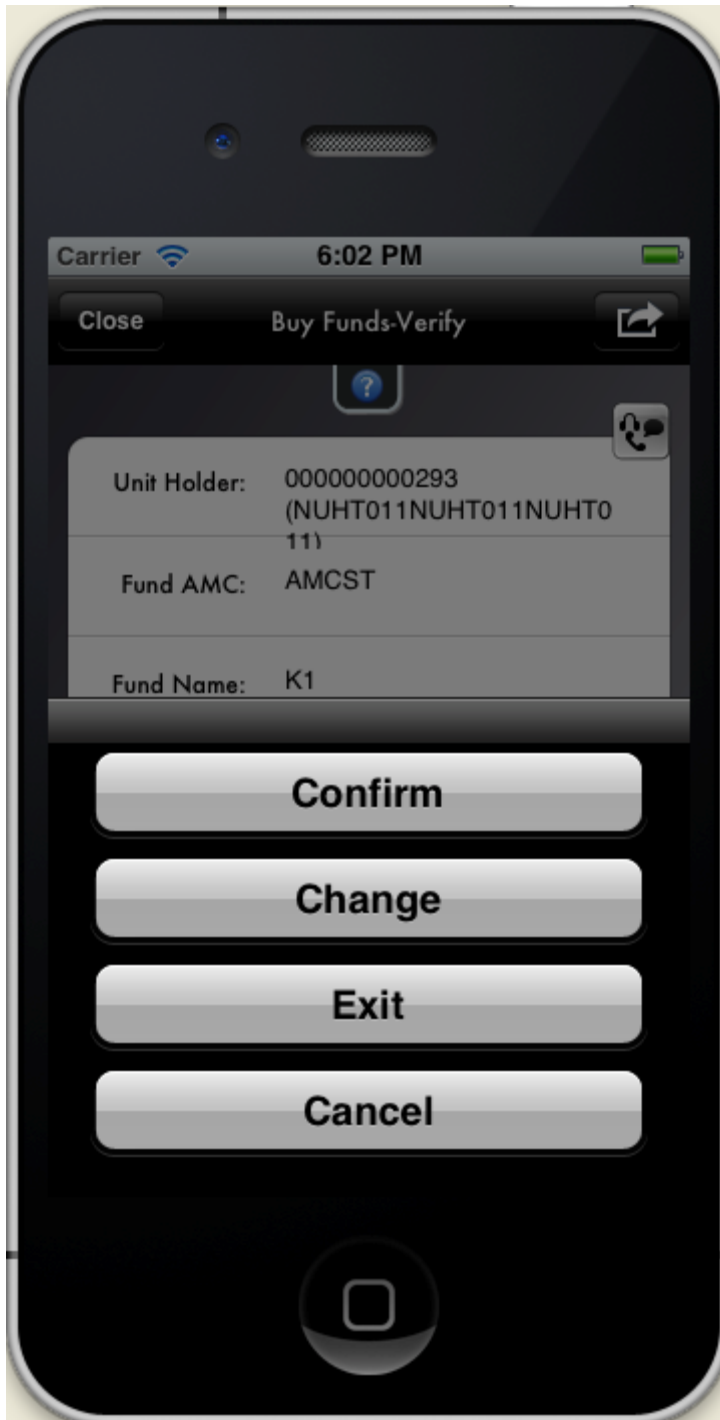 Carrier 6:02 PM
Close Buy Funds-Verify
?
Unit Holder: 000000000293
(NUHT011NUHT011NUHT0
11)
Fund AMC: AMCST
Fund Name: K1
Confirm
Change
Exit
Cancel